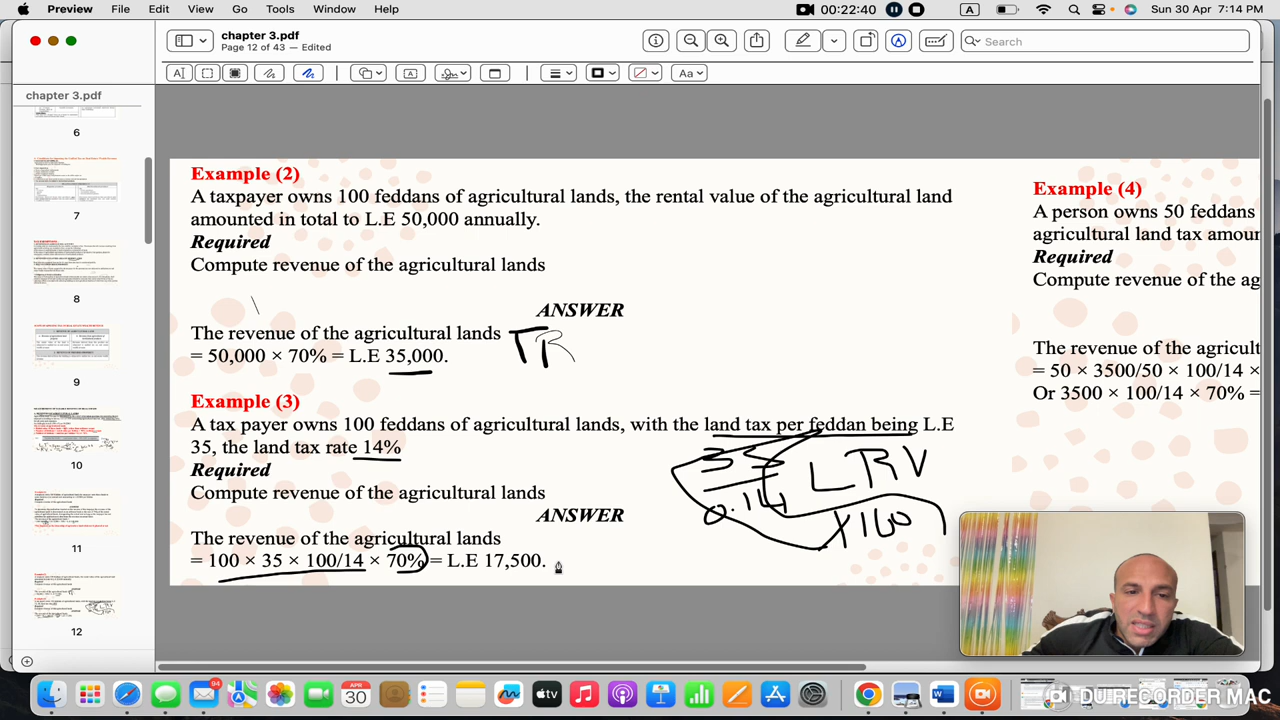 Preview File Edit View Go Tools Window Help
00:22:40 A Sun 30 Apr 7:14 PM
chapter 3.pdf
Page 12 of 43 — Edited
Search
Aa
chapter 3.pdf
6
7
8
9
10
11
12
Example (2)
A taxpayer owns 100 feddans of agricultural lands, the rental value of the agricultural land
amounted in total to L.E 50,000 annually.
Required
Compute revenue of the agricultural lands
ANSWER
The revenue of the agricultural lands
= 50,000 × 70% = L.E 35,000.
Example (3)
A tax payer owns 100 feddans of agricultural lands, with the land tax per feddan being L.E
35, the land tax rate 14%
Required
Compute revenue of the agricultural lands
ANSWER
The revenue of the agricultural lands
= 100 × 35 × 100/14 × 70% = L.E 17,500.
35 LRV
Example (4)
A person owns 50 feddans
agricultural land tax amour
Required
Compute revenue of the ag
The revenue of the agricult
= 50 × 3500/50 × 100/14 ×
Or 3500 × 100/14 × 70% =
APR
30
94
DU RECORDER MAC